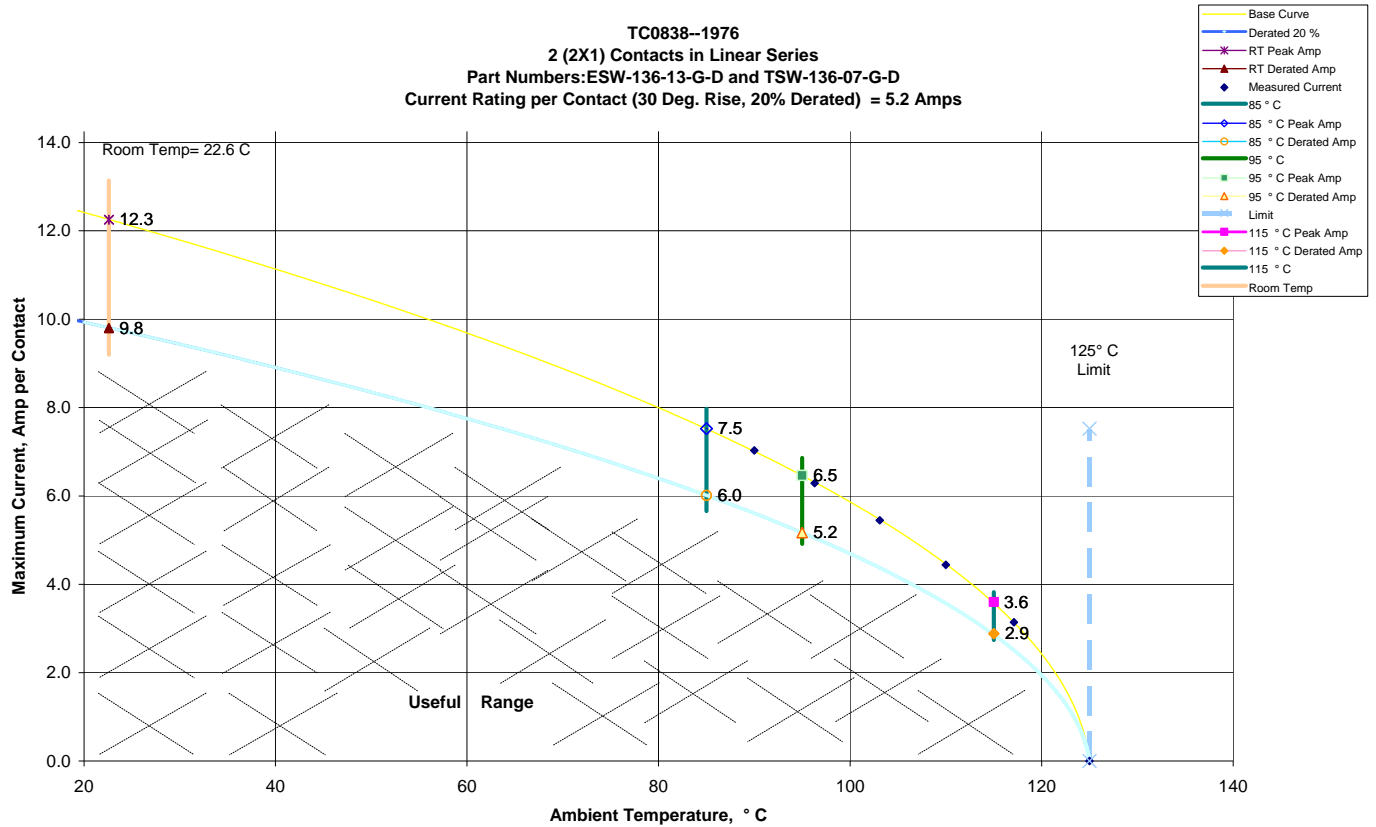 TC0838--1976
2 (2X1) Contacts in Linear Series
Part Numbers:ESW-136-13-G-D and TSW-136-07-G-D
Current Rating per Contact (30 Deg. Rise, 20% Derated) = 5.2 Amps
Base Curve
Derated 20 %
RT Peak Amp
RT Derated Amp
Measured Current
85 ° C
85 ° C Peak Amp
85 ° C Derated Amp
95 ° C
95 ° C Peak Amp
95 ° C Derated Amp
Limit
115 ° C Peak Amp
115 ° C Derated Amp
115 ° C
Room Temp
Maximum Current, Amp per Contact
14.0
12.0
10.0
8.0
6.0
4.0
2.0
0.0
Room Temp= 22.6 C
12.3
9.8
7.5
6.0
6.5
5.2
3.6
2.9
125° C
Limit
Useful Range
20
40
60
80
100
120
140
Ambient Temperature, ° C